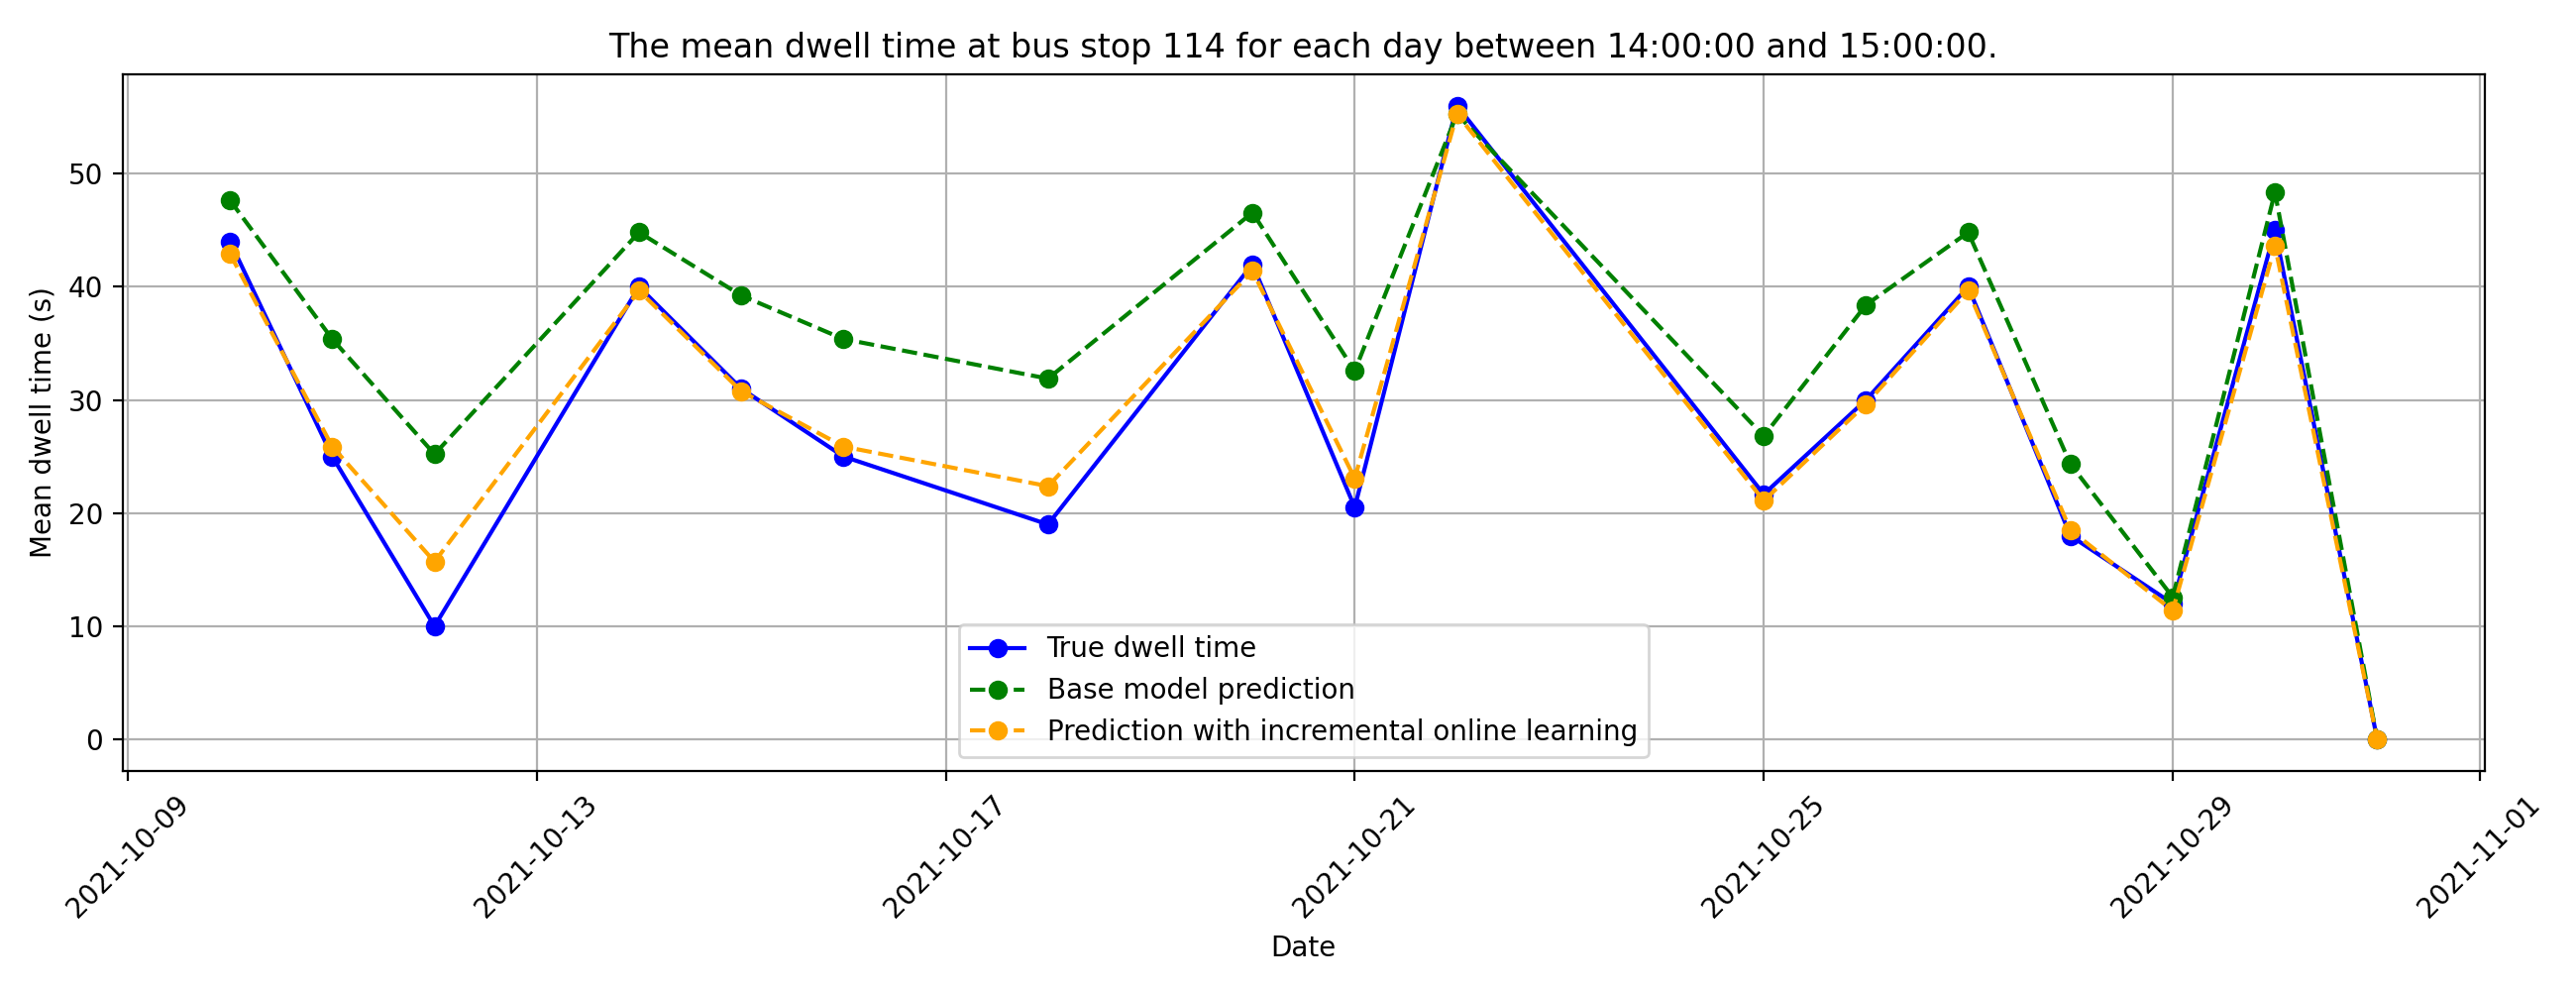 The mean dwell time at bus stop 114 for each day between 14:00:00 and 15:00:00.
Mean dwell time (s)
50
40
30
20
10
0
True dwell time
Base model prediction
Prediction with incremental online learning
2021-10-09
2021-10-13
2021-10-17
2021-10-21
2021-10-25
2021-10-29
2021-11-01
Date